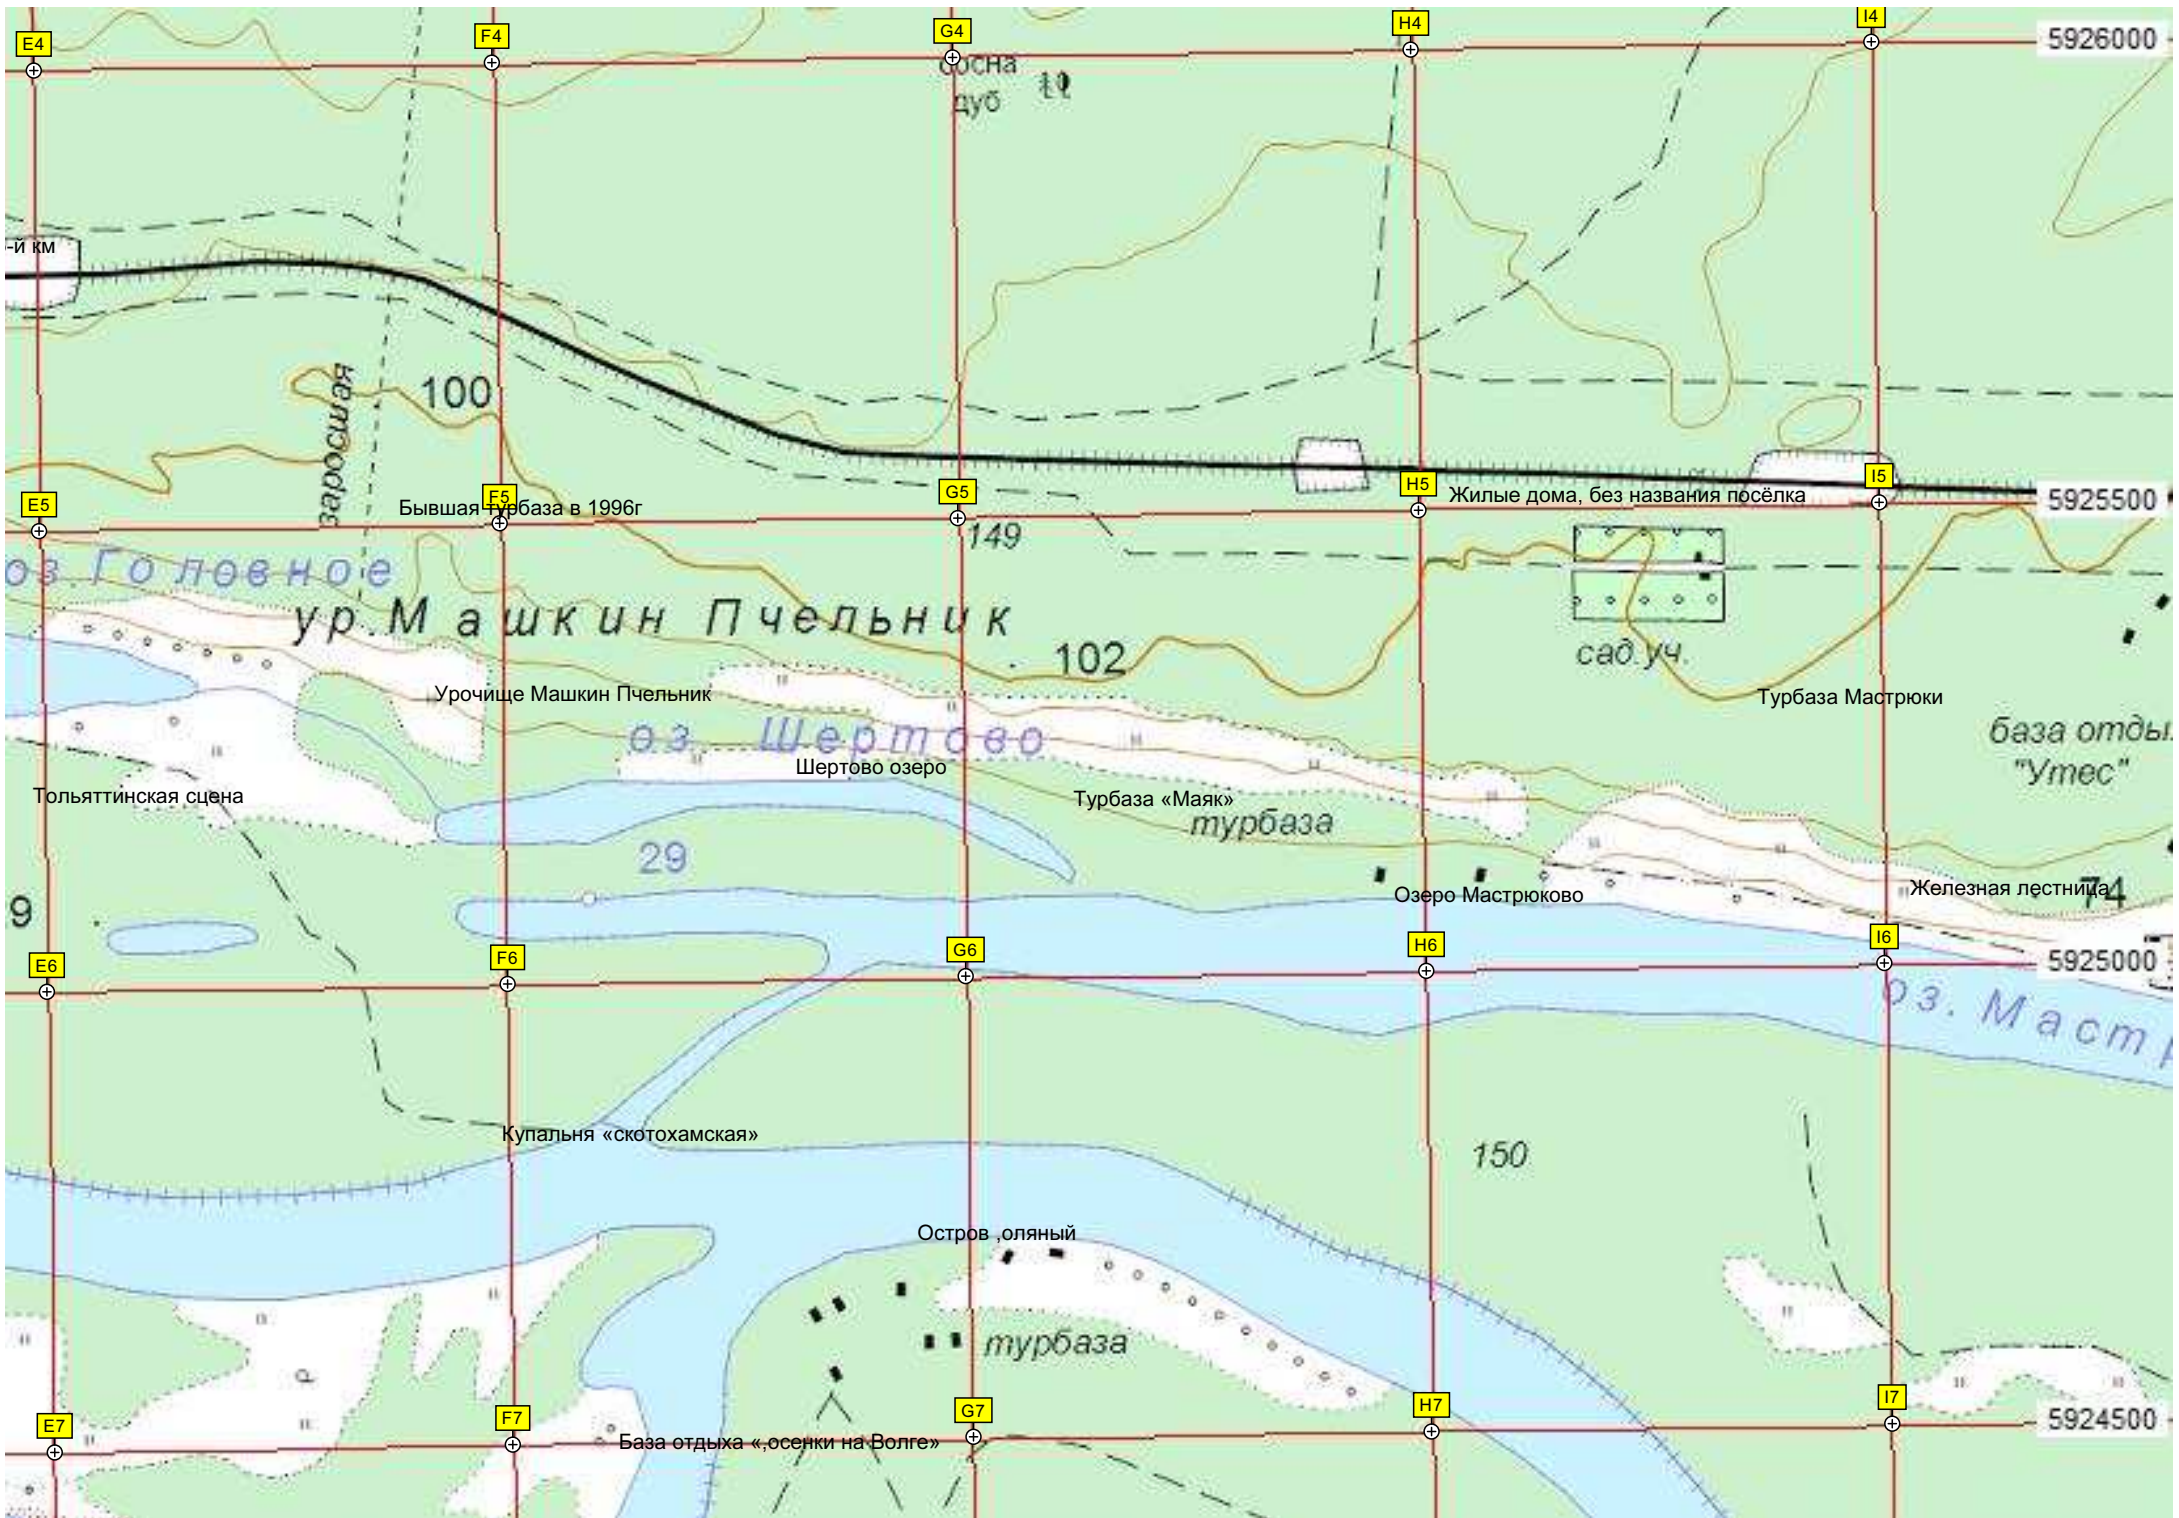 E4
F4
G4
H4
I4
5926000
сосна
дуб
-й км
100
заросшая
E5
F5
G5
H5
I5
Бывшая турбаза в 1996г
Жилые дома, без названия посёлка
5925500
149
оз. Головное
ур. Машкин Пчельник
102
сад. уч.
Урочище Машкин Пчельник
Турбаза Мастрюки
оз. Шертово
база отды
"Утес"
Шертово озеро
Тольяттинская сцена
Турбаза «Маяк»
турбаза
29
Озеро Мастрюково
Железная лестница
74
9
E6
F6
G6
H6
I6
5925000
оз. Мастр
Купальня «скотохамская»
150
Остров ,оляный
турбаза
E7
F7
G7
H7
I7
5924500
База отдыха «,осенки на Волге»